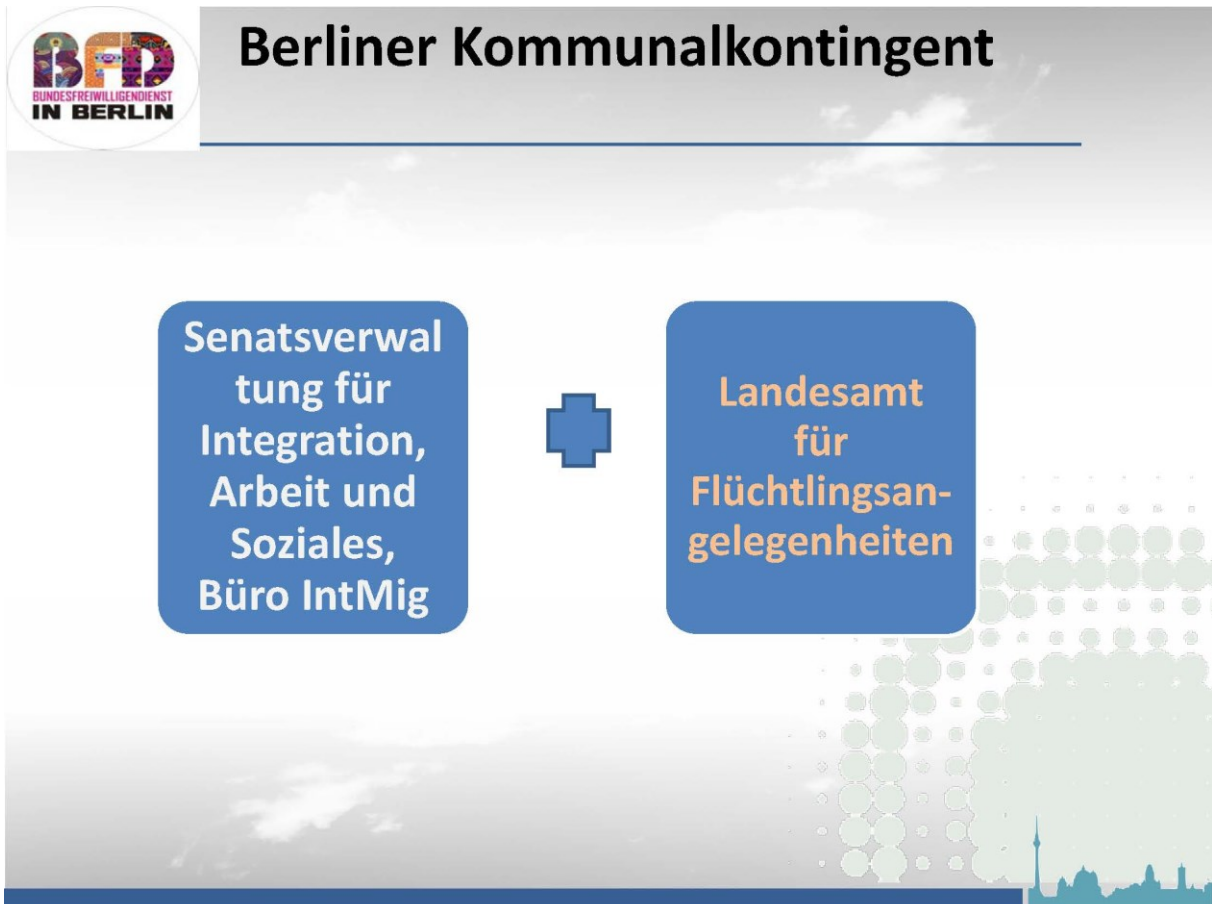 BFD
BUNDESFREIWILLIGENDIENST
IN BERLIN
Berliner Kommunalkontingent
Senatsverwal
tung für
Integration,
Arbeit und
Soziales,
Büro IntMig
Landesamt
für
Flüchtlingsan-
gelegenheiten